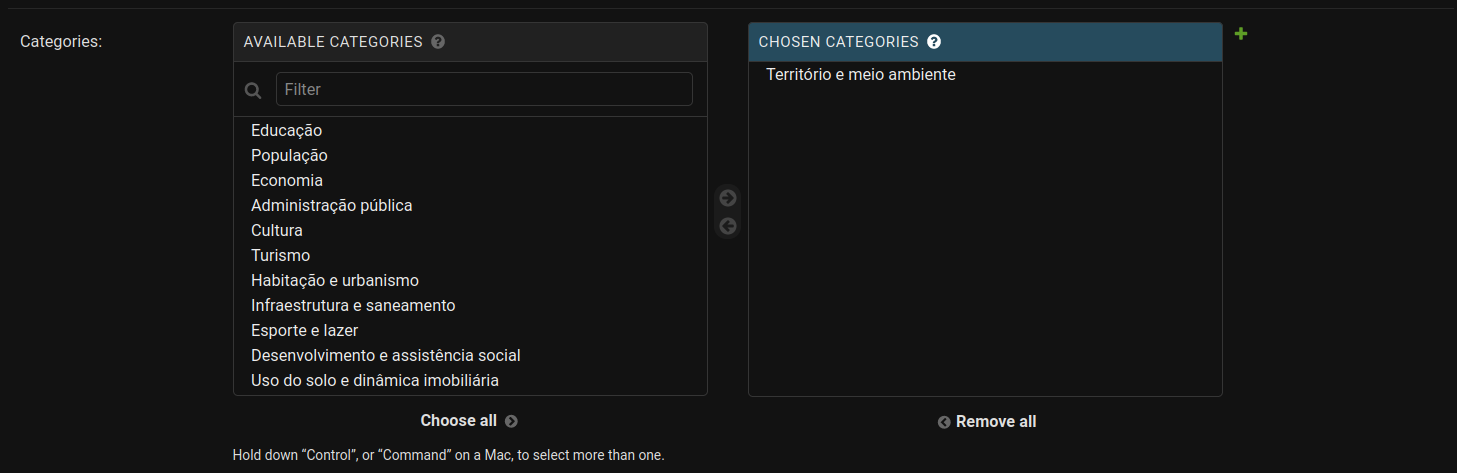 Categories:
AVAILABLE CATEGORIES ?
Filter
Educação
População
Economia
Administração pública
Cultura
Turismo
Habitação e urbanismo
Infraestrutura e saneamento
Esporte e lazer
Desenvolvimento e assistência social
Uso do solo e dinâmica imobiliária
Choose all
CHOSEN CATEGORIES ?
Território e meio ambiente
Remove all
Hold down “Control”, or “Command” on a Mac, to select more than one.